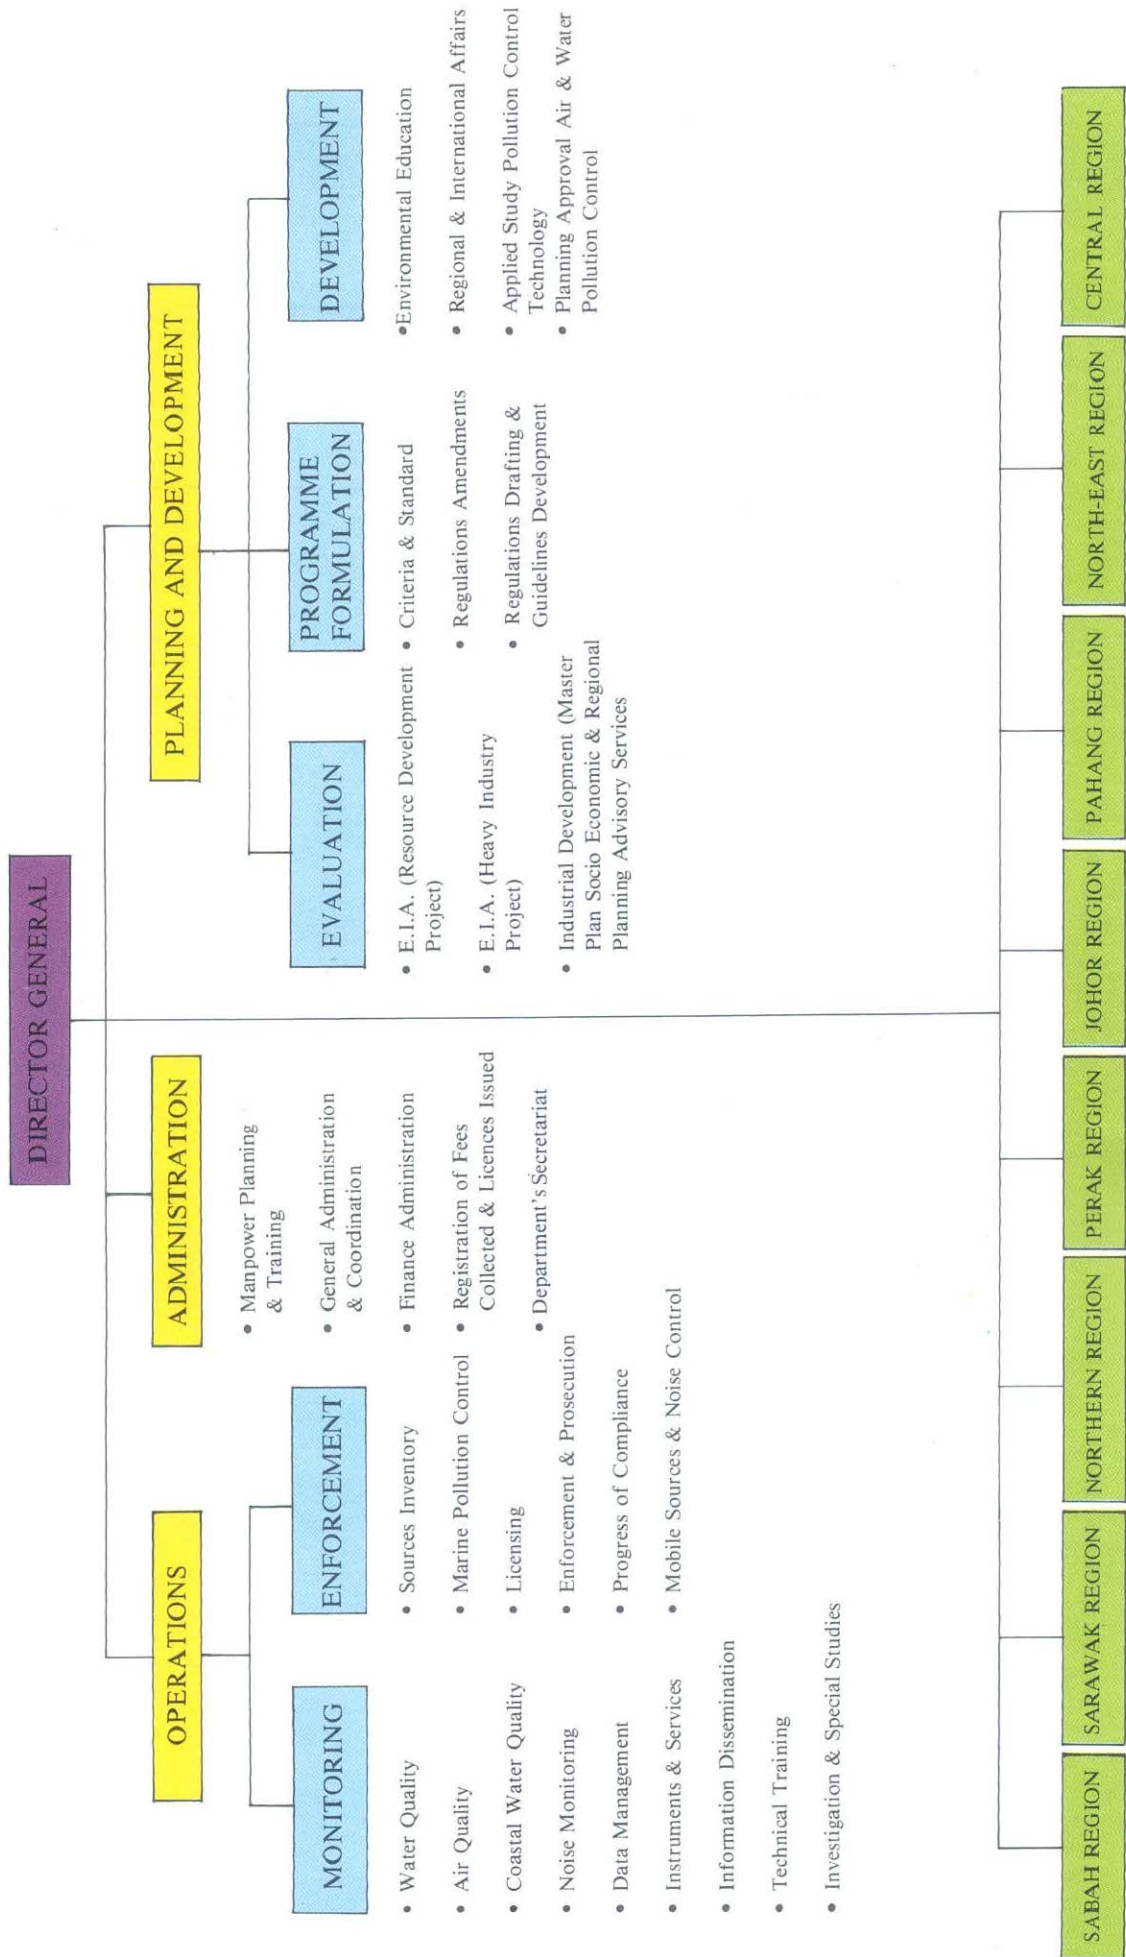 DIRECTOR GENERAL
OPERATIONS
ADMINISTRATION
PLANNING AND DEVELOPMENT
MONITORING
• Water Quality
• Air Quality
• Coastal Water Quality
• Noise Monitoring
• Data Management
• Instruments & Services
• Information Dissemination
• Technical Training
• Investigation & Special Studies
ENFORCEMENT
• Sources Inventory
• Marine Pollution Control
• Licensing
• Enforcement & Prosecution
• Progress of Compliance
• Mobile Sources & Noise Control
• Manpower Planning
& Training
• General Administration
& Coordination
• Finance Administration
• Registration of Fees
Collected & Licences Issued
• Department's Secretariat
EVALUATION
• E.I.A. (Resource Development
Project)
• E.I.A. (Heavy Industry
Project)
• Industrial Development (Master
Plan Socio Economic & Regional
Planning Advisory Services
PROGRAMME
FORMULATION
• Criteria & Standard
• Regulations Amendments
• Regulations Drafting &
Guidelines Development
DEVELOPMENT
• Environmental Education
• Regional & International Affairs
• Applied Study Pollution Control
Technology
• Planning Approval Air & Water
Pollution Control
SABAH REGION
SARAWAK REGION
NORTHERN REGION
PERAK REGION
JOHOR REGION
PAHANG REGION
NORTH-EAST REGION
CENTRAL REGION